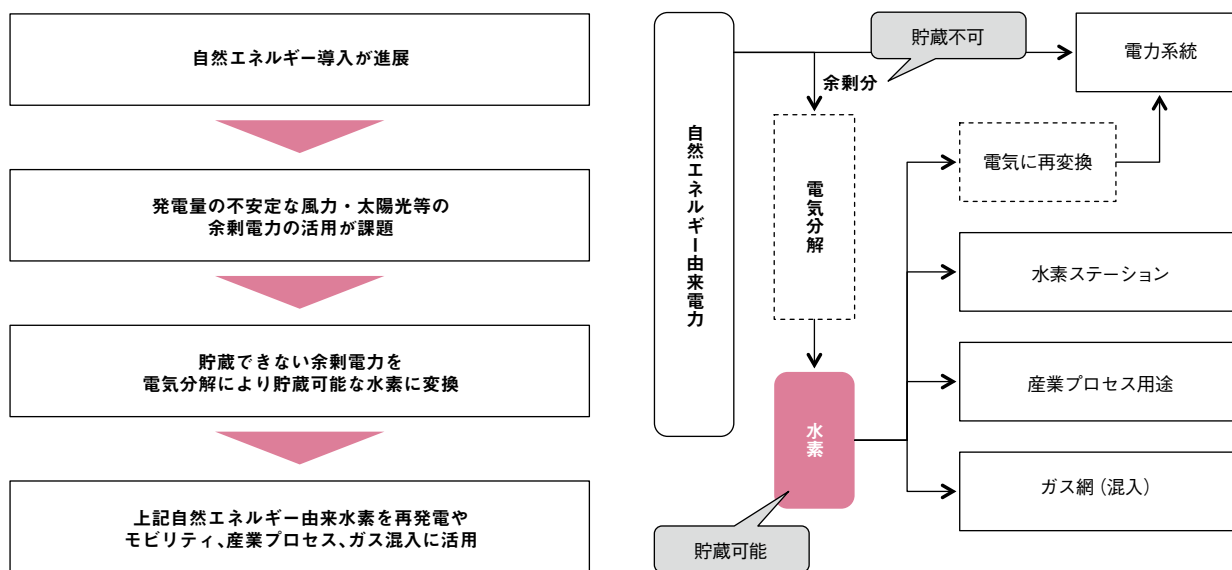 自然エネルギー導入が進展
発電量の不安定な風力・太陽光等の
余剰電力の活用が課題
貯蔵できない余剰電力を
電気分解により貯蔵可能な水素に変換
上記自然エネルギー由来水素を再発電や
モビリティ、産業プロセス、ガス混入に活用
自然エネルギー由来電力
貯蔵不可
電力系統
余剰分
電気分解
電気に再変換
水素ステーション
産業プロセス用途
水素
ガス網（混入）
貯蔵可能